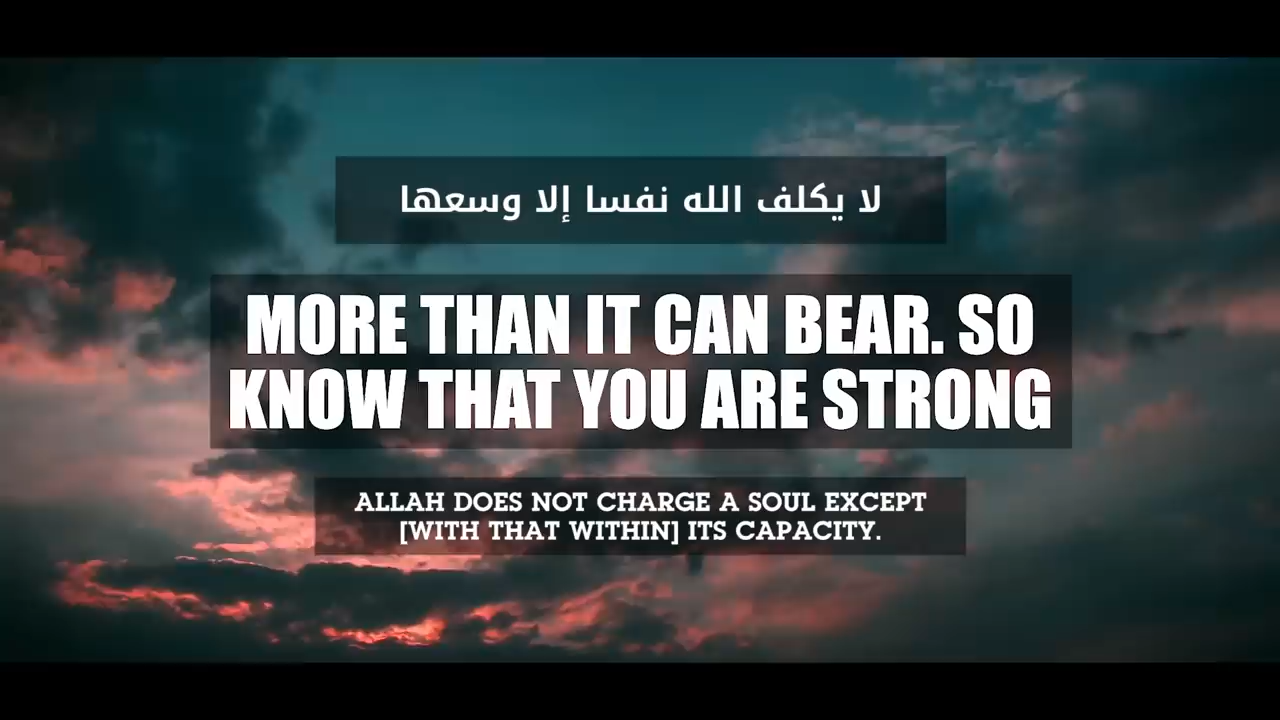 لا يكلف الله نفسا إلا وسعها
MORE THAN IT CAN BEAR. SO
KNOW THAT YOU ARE STRONG
ALLAH DOES NOT CHARGE A SOUL EXCEPT
[WITH THAT WITHIN] ITS CAPACITY.